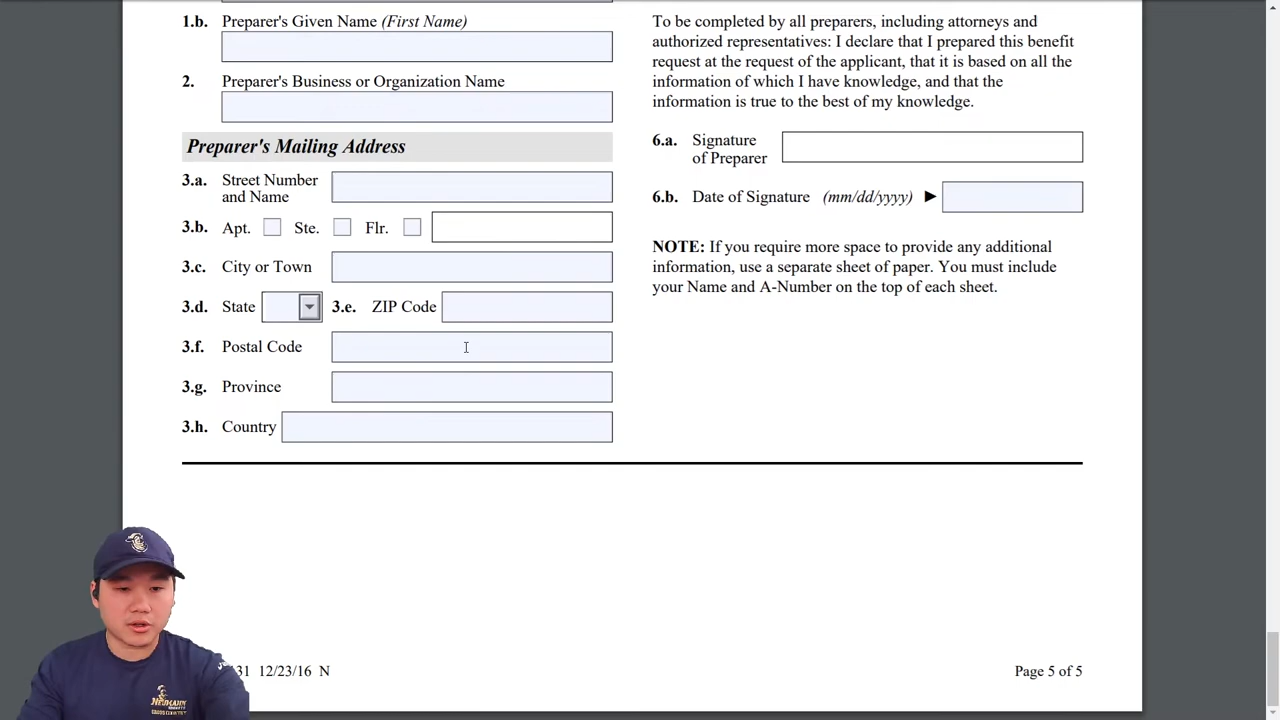 1.b. Preparer's Given Name (First Name)
2. Preparer's Business or Organization Name
Preparer's Mailing Address
3.a. Street Number
and Name
3.b Apt. Ste. Flr.
3.c. City or Town
3.d. State 3.e. ZIP Code
3.f. Postal Code
3.g. Province
3.h. Country
To be completed by all preparers, including attorneys and
authorized representatives: I declare that I prepared this benefit
request at the request of the applicant, that it is based on all the
information of which I have knowledge, and that the
information is true to the best of my knowledge.
6.a. Signature
of Preparer
6.b. Date of Signature (mm/dd/yyyy) ►
NOTE: If you require more space to provide any additional
information, use a separate sheet of paper. You must include
your Name and A-Number on the top of each sheet.
31 12/23/16 N
Page 5 of 5
NEUMANN
CROSS COUNTRY